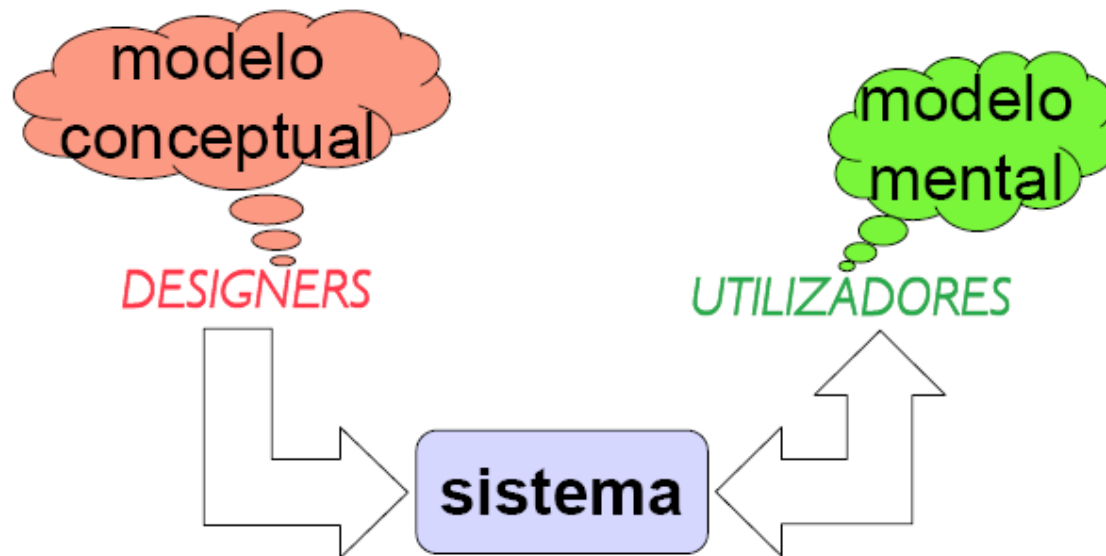 modelo
conceptual
DESIGNERS
modelo
mental
UTILIZADORES
sistema